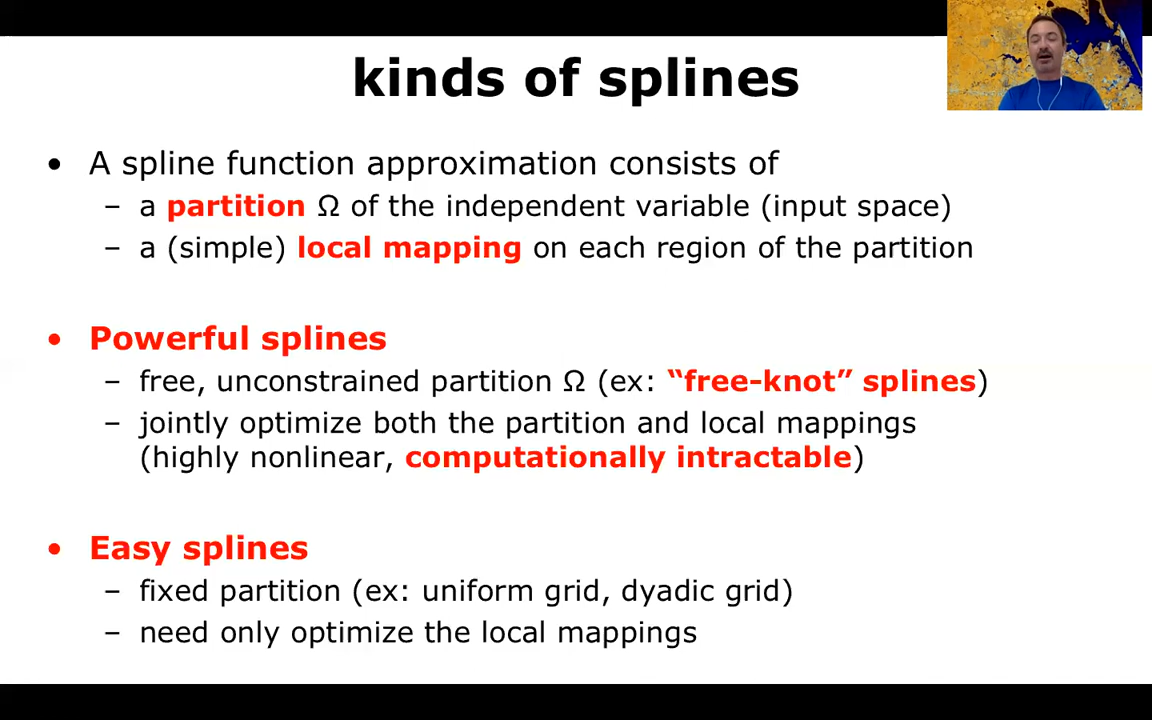 kinds of splines
• A spline function approximation consists of
– a partition Ω of the independent variable (input space)
– a (simple) local mapping on each region of the partition
• Powerful splines
– free, unconstrained partition Ω (ex: “free-knot” splines)
– jointly optimize both the partition and local mappings
(highly nonlinear, computationally intractable)
• Easy splines
– fixed partition (ex: uniform grid, dyadic grid)
– need only optimize the local mappings